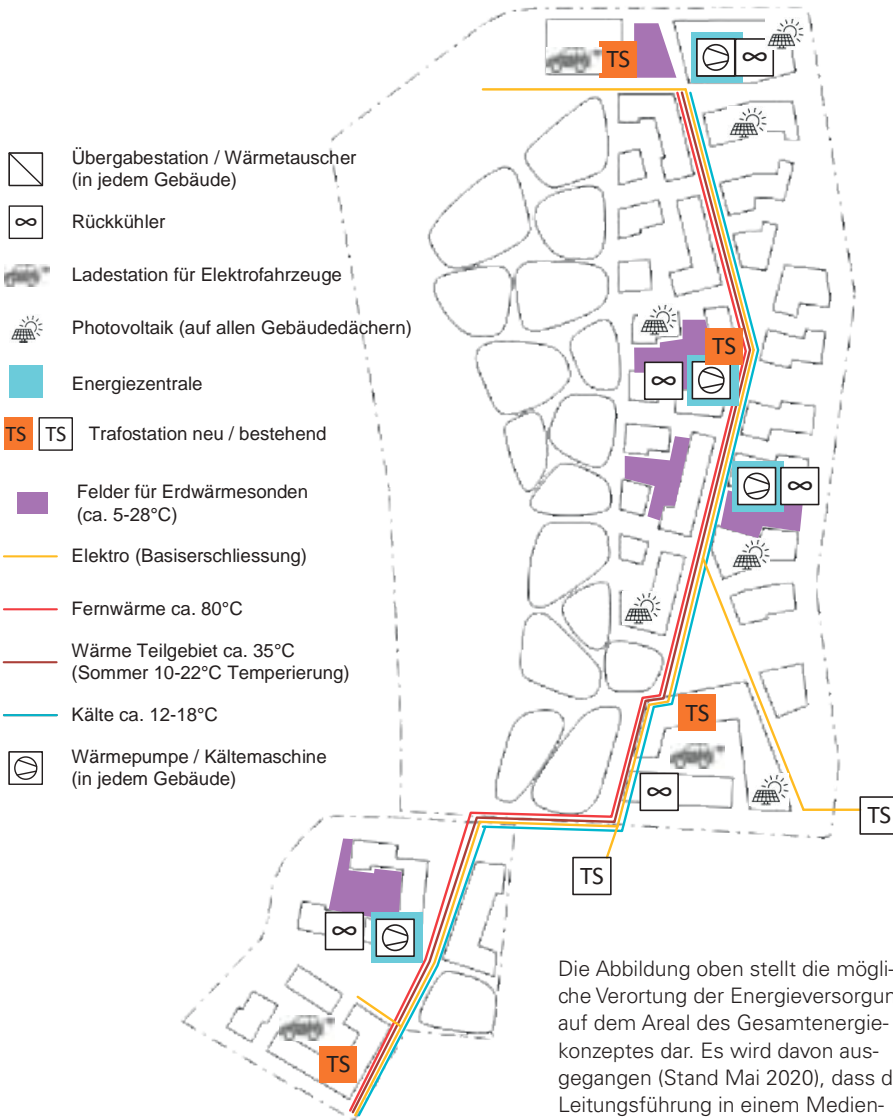 TS
Übergabestation / Wärmetauscher
(in jedem Gebäude)
Rückkühler
Ladestation für Elektrofahrzeuge
Photovoltaik (auf allen Gebäudedächern)
TS
Energiezentrale
TS TS Trafostation neu / bestehend
Felder für Erdwärmesonden
(ca. 5-28°C)
Elektro (Basiserschliessung)
Fernwärme ca. 80°C
Wärme Teilgebiet ca. 35°C
(Sommer 10-22°C Temperierung)
TS
Kälte ca. 12-18°C
Wärmepumpe / Kältemaschine
(in jedem Gebäude)
TS
TS
Die Abbildung oben stellt die mögli-
che Verortung der Energieversorgun
auf dem Areal des Gesamtenergie-
konzeptes dar. Es wird davon aus-
gegangen (Stand Mai 2020), dass d
Leitungsführung in einem Medien-
TS